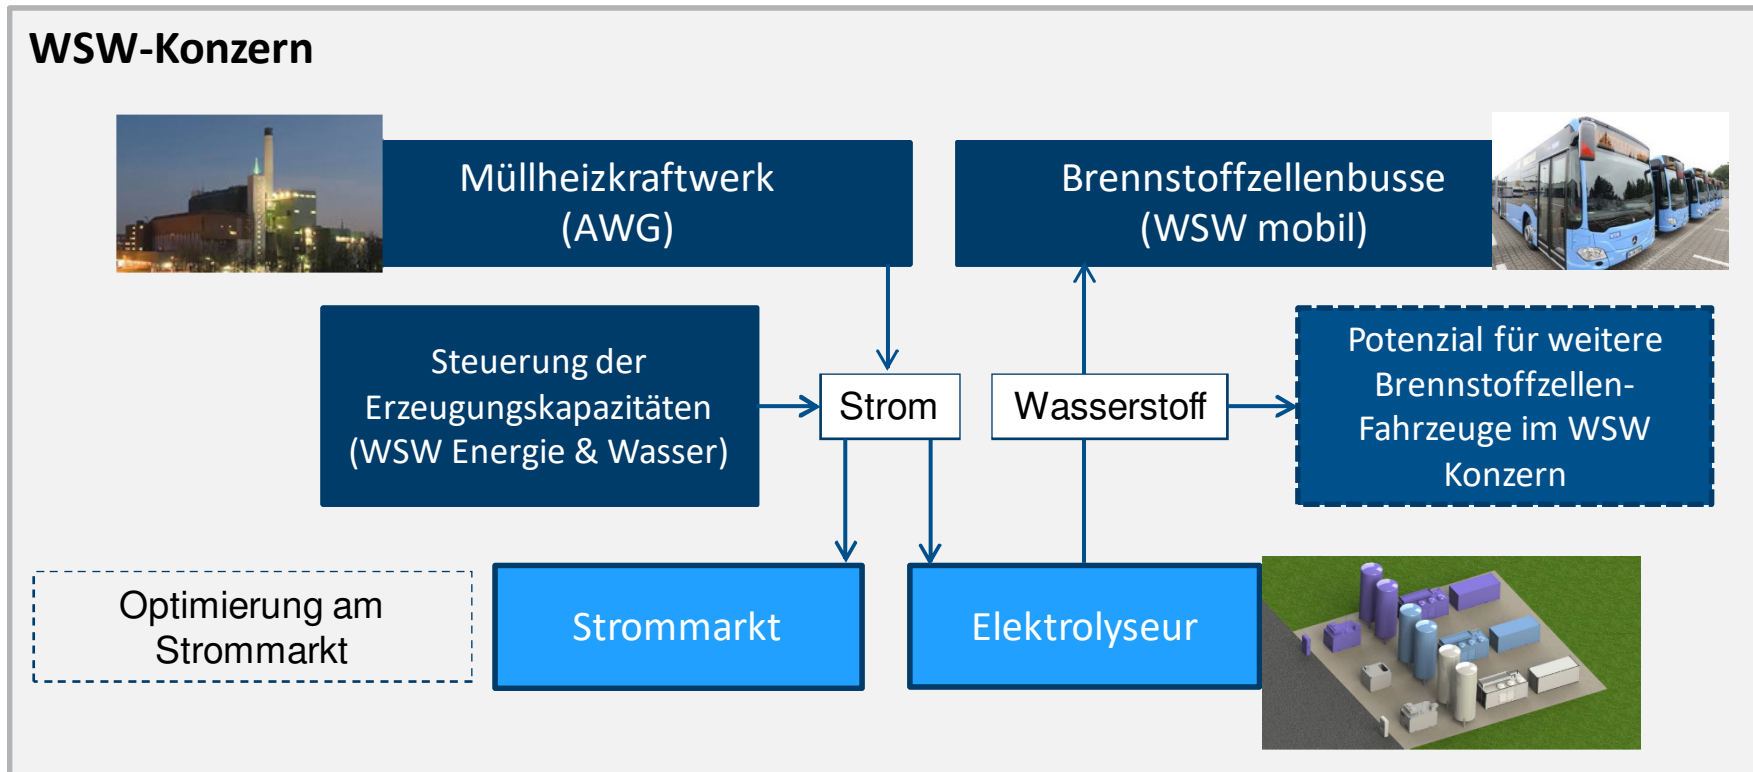 WSW-Konzern
Müllheizkraftwerk
(AWG)
Brennstoffzellenbusse
(WSW mobil)
Steuerung der
Erzeugungskapazitäten
(WSW Energie & Wasser)
Strom
Wasserstoff
Potenzial für weitere
Brennstoffzellen-
Fahrzeuge im WSW
Konzern
Optimierung am
Strommarkt
Strommarkt
Elektrolyseur